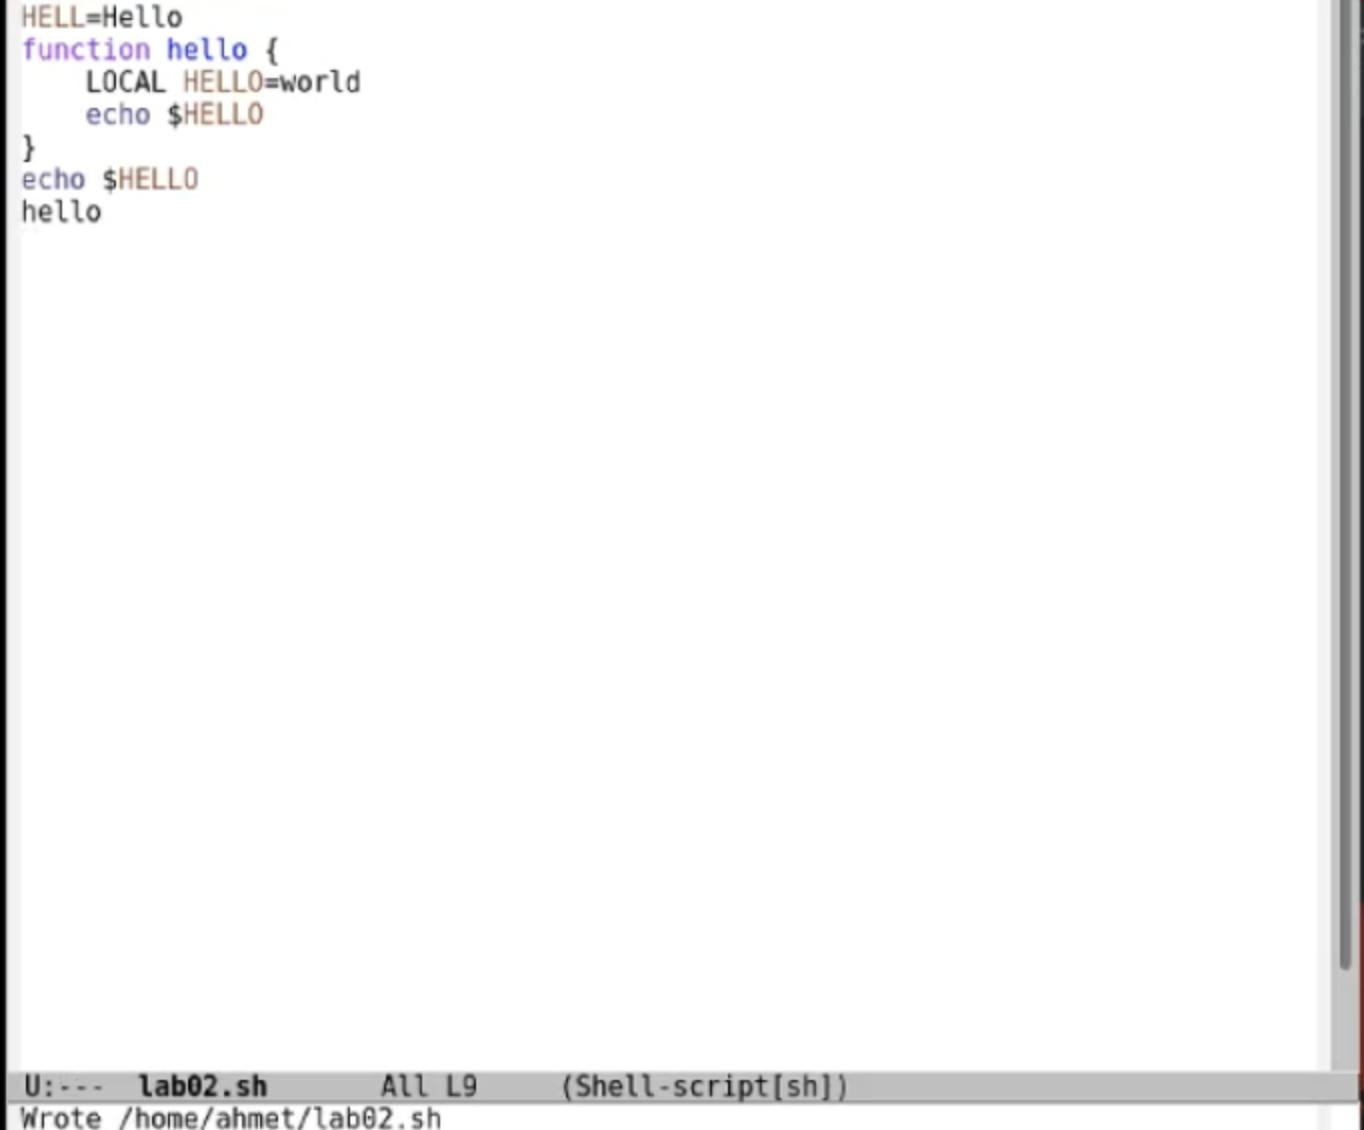 HELL=Hello
function hello {
    LOCAL HELLO=world
    echo $HELLO
}
echo $HELLO
hello
U:---  lab02.sh       All L9     (Shell-script[sh])
Wrote /home/ahmet/lab02.sh